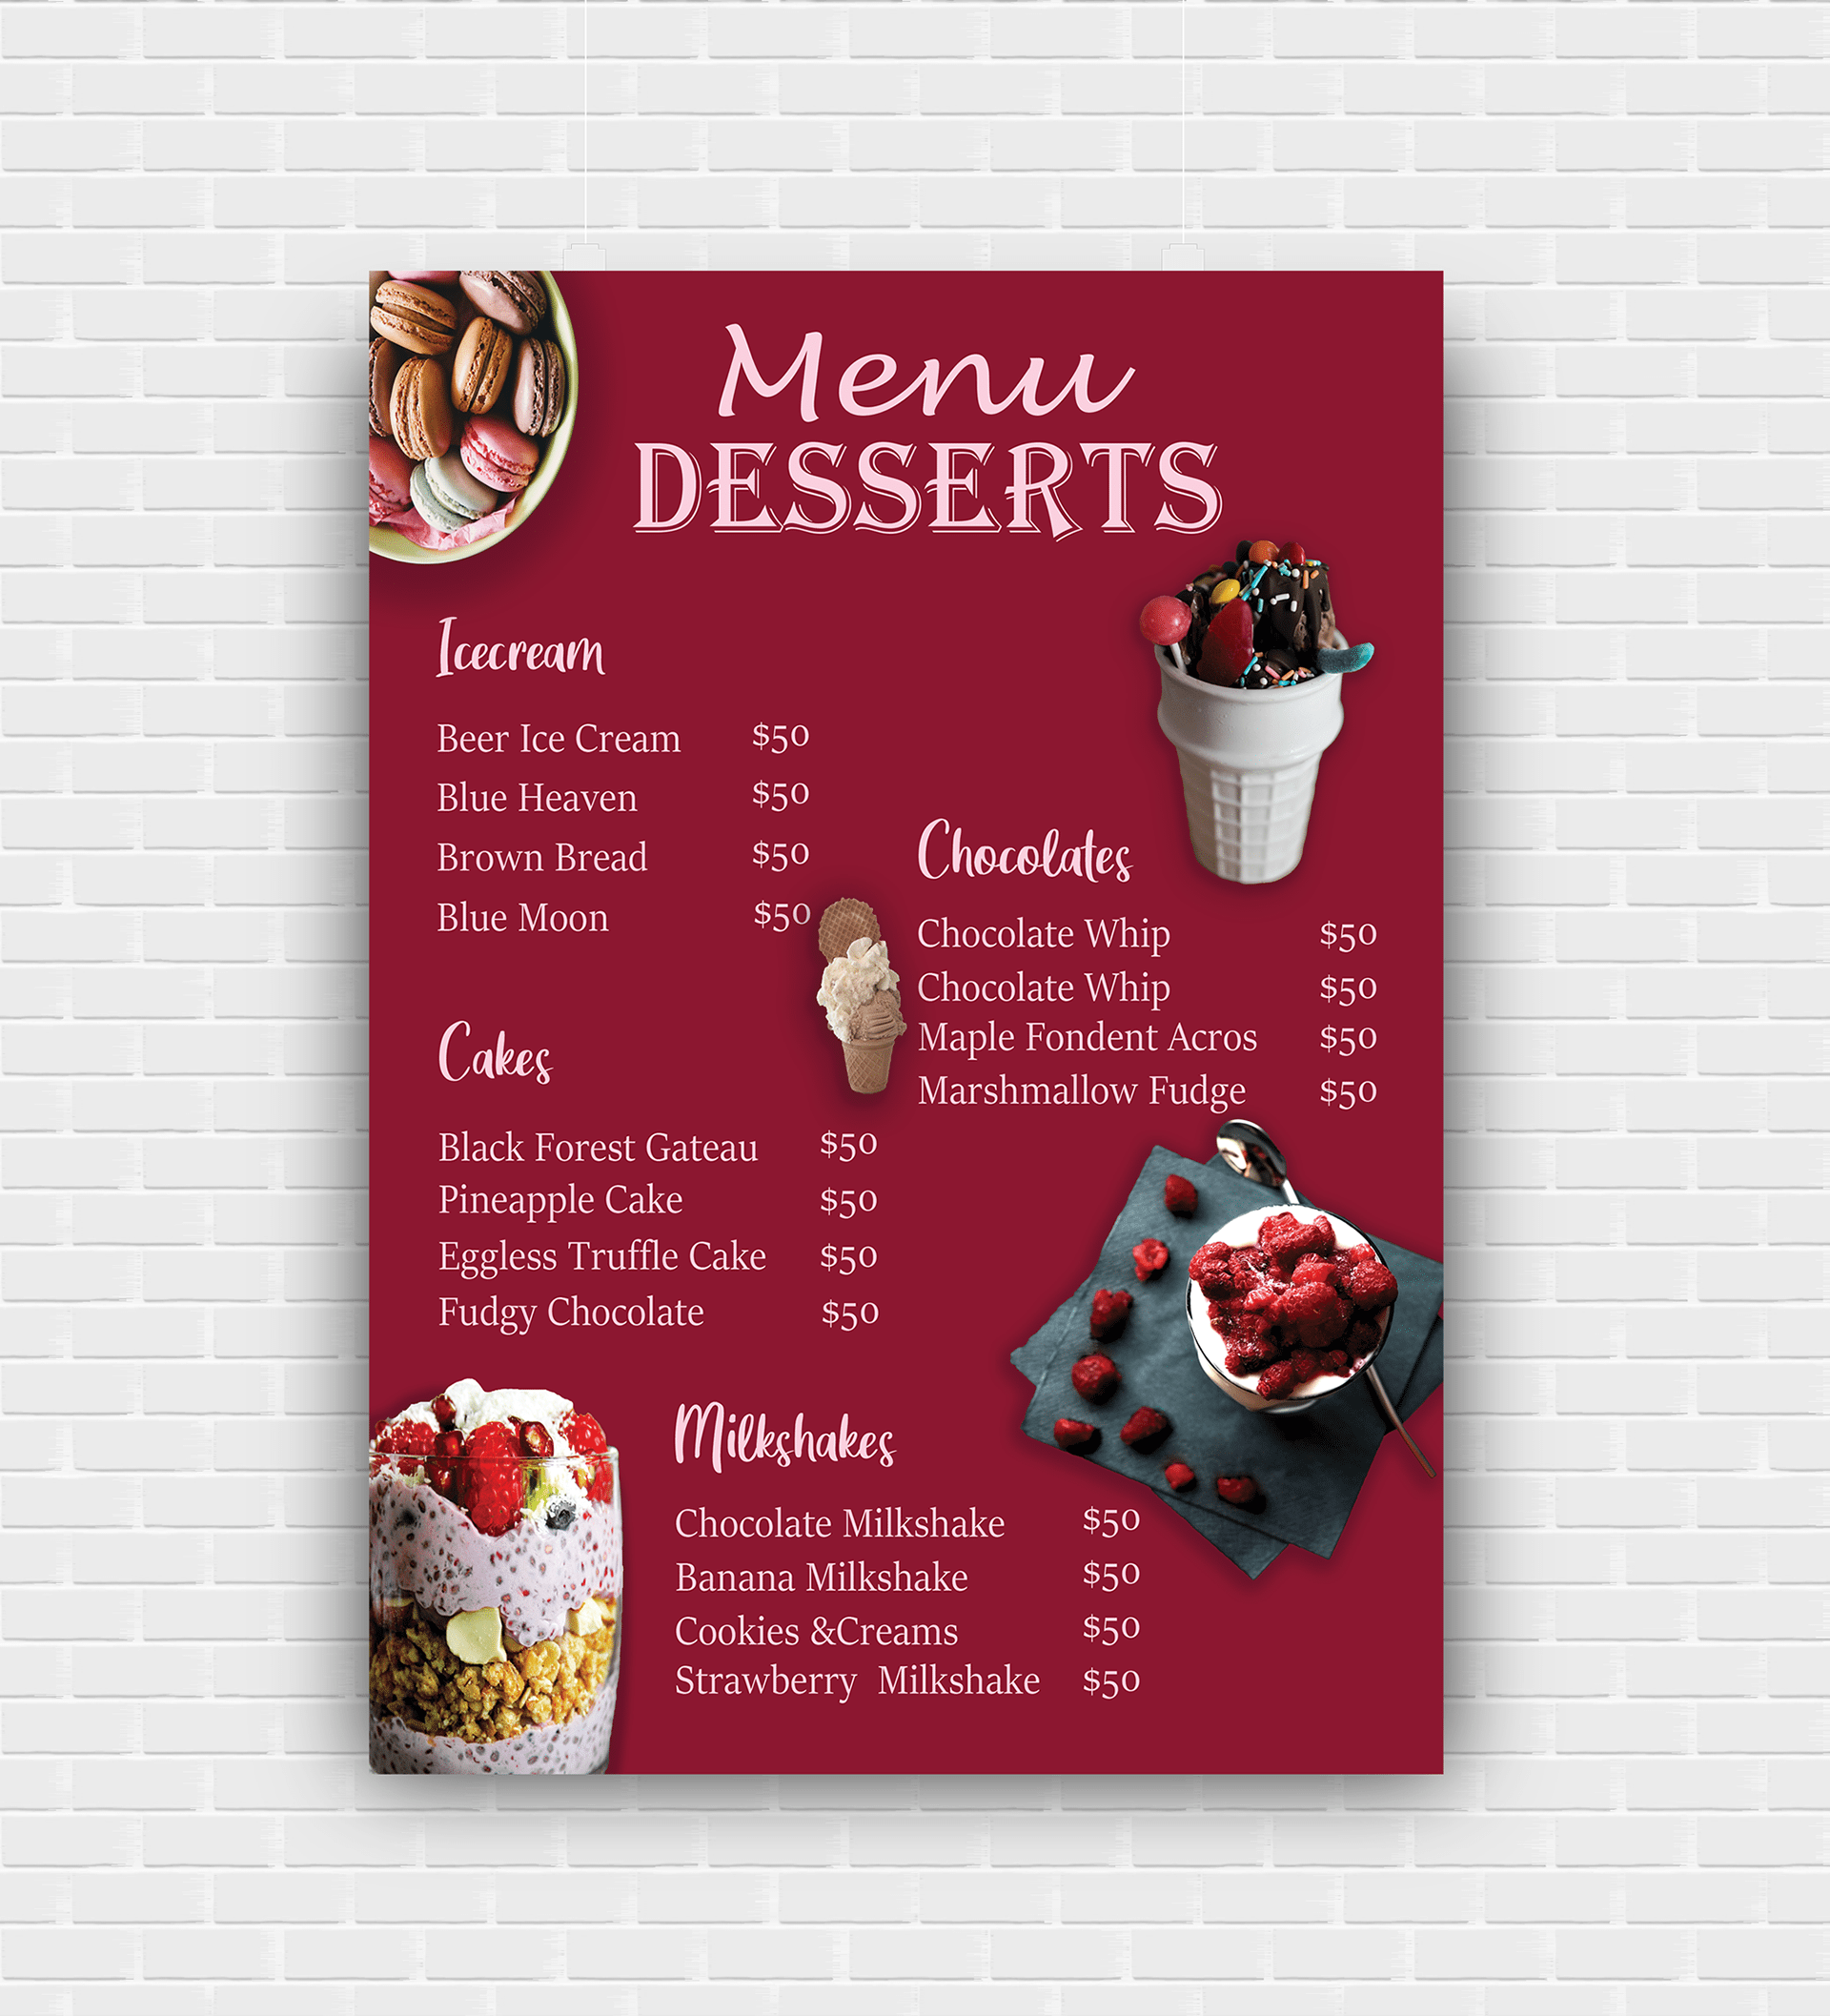 Menu
DESSERTS
Icecream
Beer Ice Cream $50
Blue Heaven $50
Brown Bread $50
Blue Moon $50
Chocolates
Chocolate Whip $50
Chocolate Whip $50
Maple Fondent Acros $50
Marshmallow Fudge $50
Cakes
Black Forest Gateau $50
Pineapple Cake $50
Eggless Truffle Cake $50
Fudgy Chocolate $50
Milkshakes
Chocolate Milkshake $50
Banana Milkshake $50
Cookies &Creams $50
Strawberry  Milkshake $50